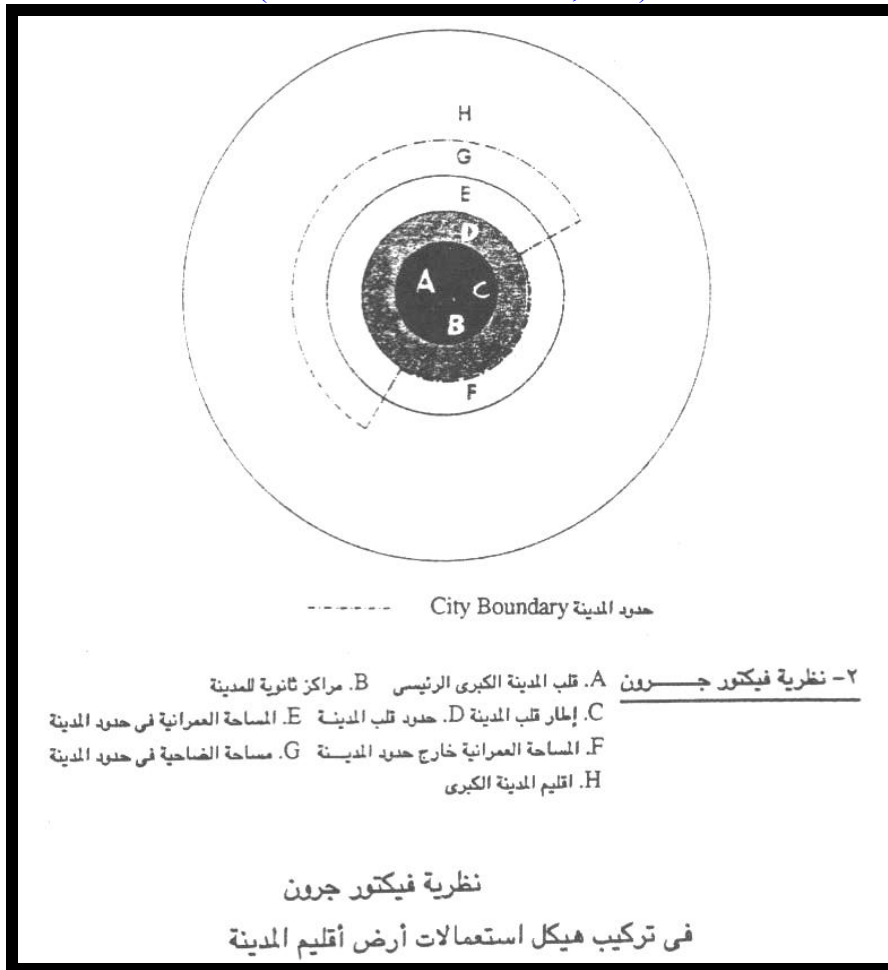 H
G
E
D
A C
B
F
حدود المدينة City Boundary
٢- نظرية فيكتور جـــــرون A. قلب المدينة الكبرى الرئيسى B. مراكز ثانوية للمدينة
C. إطار قلب المدينة D. حدود قلب المدينــة E. المساحة العمرانية فى حدود المدينة
F. المساحة العمرانية خارج حدود المديــنة G. مساحة الضاحية فى حدود المدينة
H. اقليم المدينة الكبرى
نظرية فيكتور جرون
فى تركيب هيكل استعمالات أرض أقليم المدينة